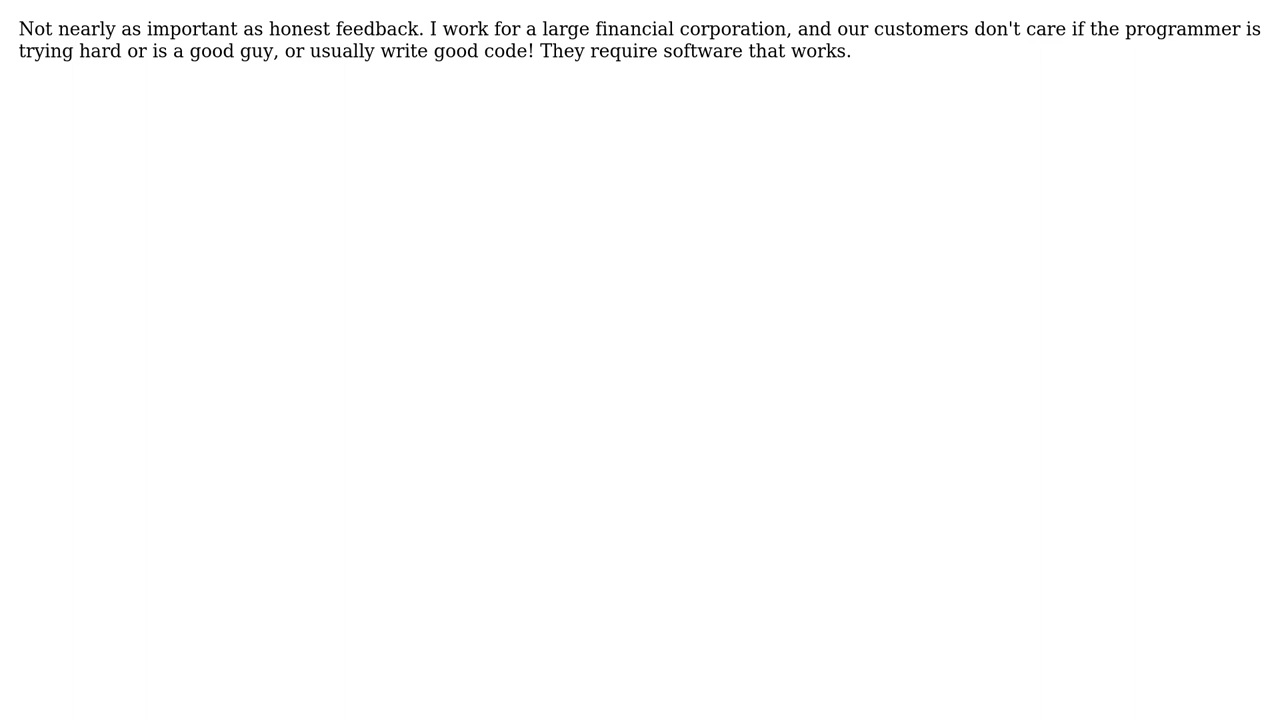 Not nearly as important as honest feedback. I work for a large financial corporation, and our customers don't care if the programmer is
trying hard or is a good guy, or usually write good code! They require software that works.